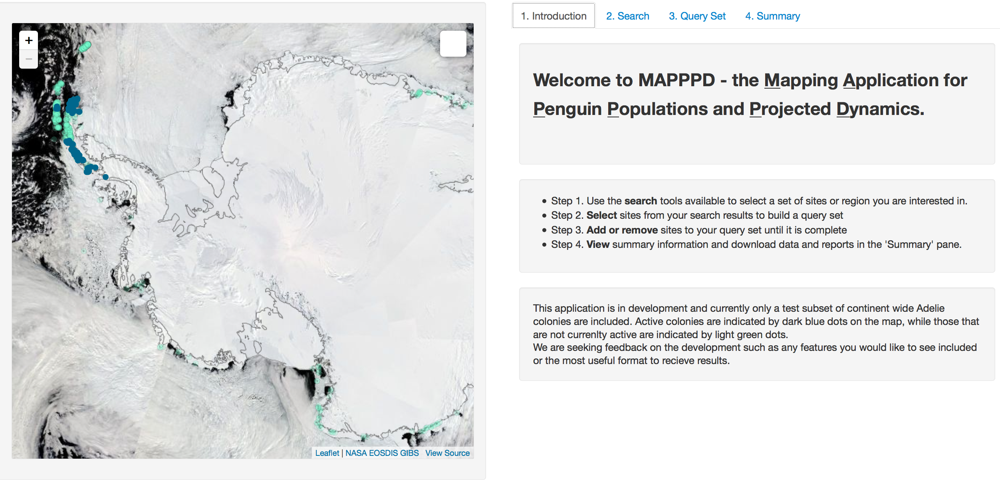 +
−
1. Introduction
2. Search
3. Query Set
4. Summary
Welcome to MAPPPD - the Mapping Application for
Penguin Populations and Projected Dynamics.
• Step 1. Use the search tools available to select a set of sites or region you are interested in.
• Step 2. Select sites from your search results to build a query set
• Step 3. Add or remove sites to your query set until it is complete
• Step 4. View summary information and download data and reports in the 'Summary' pane.
This application is in development and currently only a test subset of continent wide Adelie
colonies are included. Active colonies are indicated by dark blue dots on the map, while those that
are not currenlty active are indicated by light green dots.
We are seeking feedback on the development such as any features you would like to see included
or the most useful format to recieve results.
Leaflet | NASA EOSDIS GIBS View Source